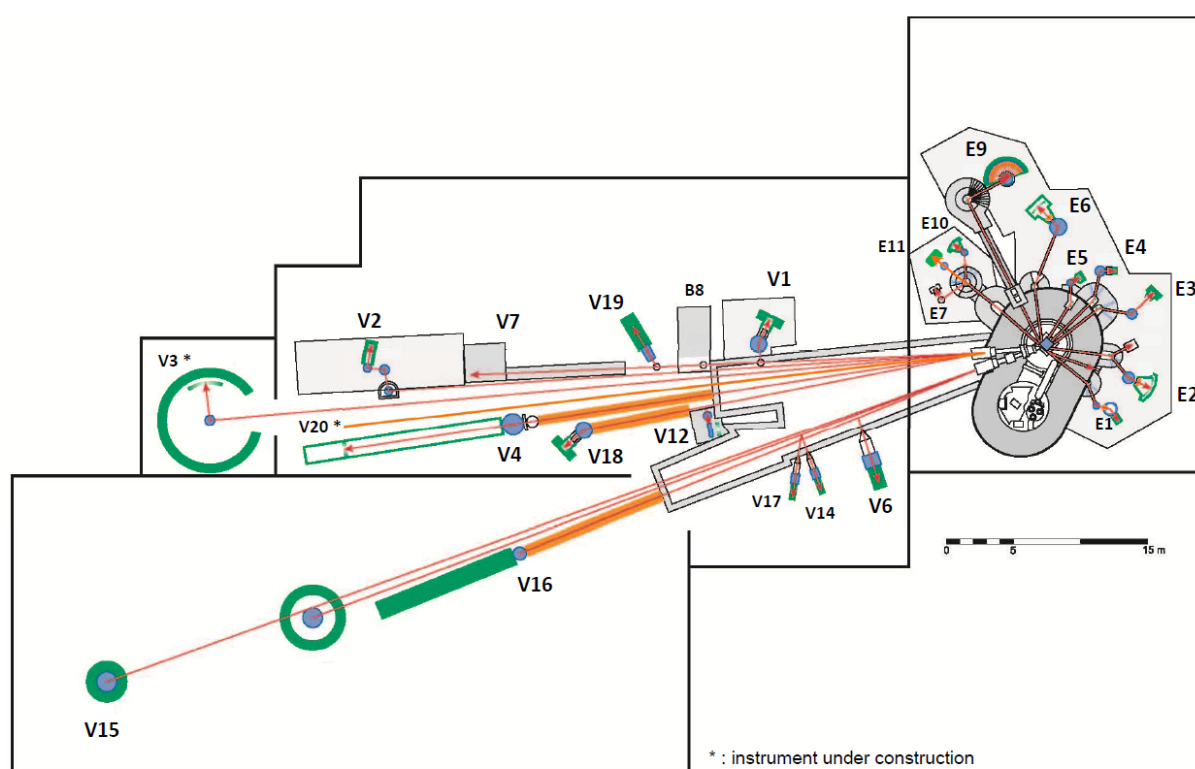 E9
E6
E10
E11
E4
E5
V1
B8
E3
V19
E7
V2
V7
V3 *
E2
V20 *
V12
E1
V4
V18
V17
V14
V6
0
5
15 m
V16
V15
* : instrument under construction